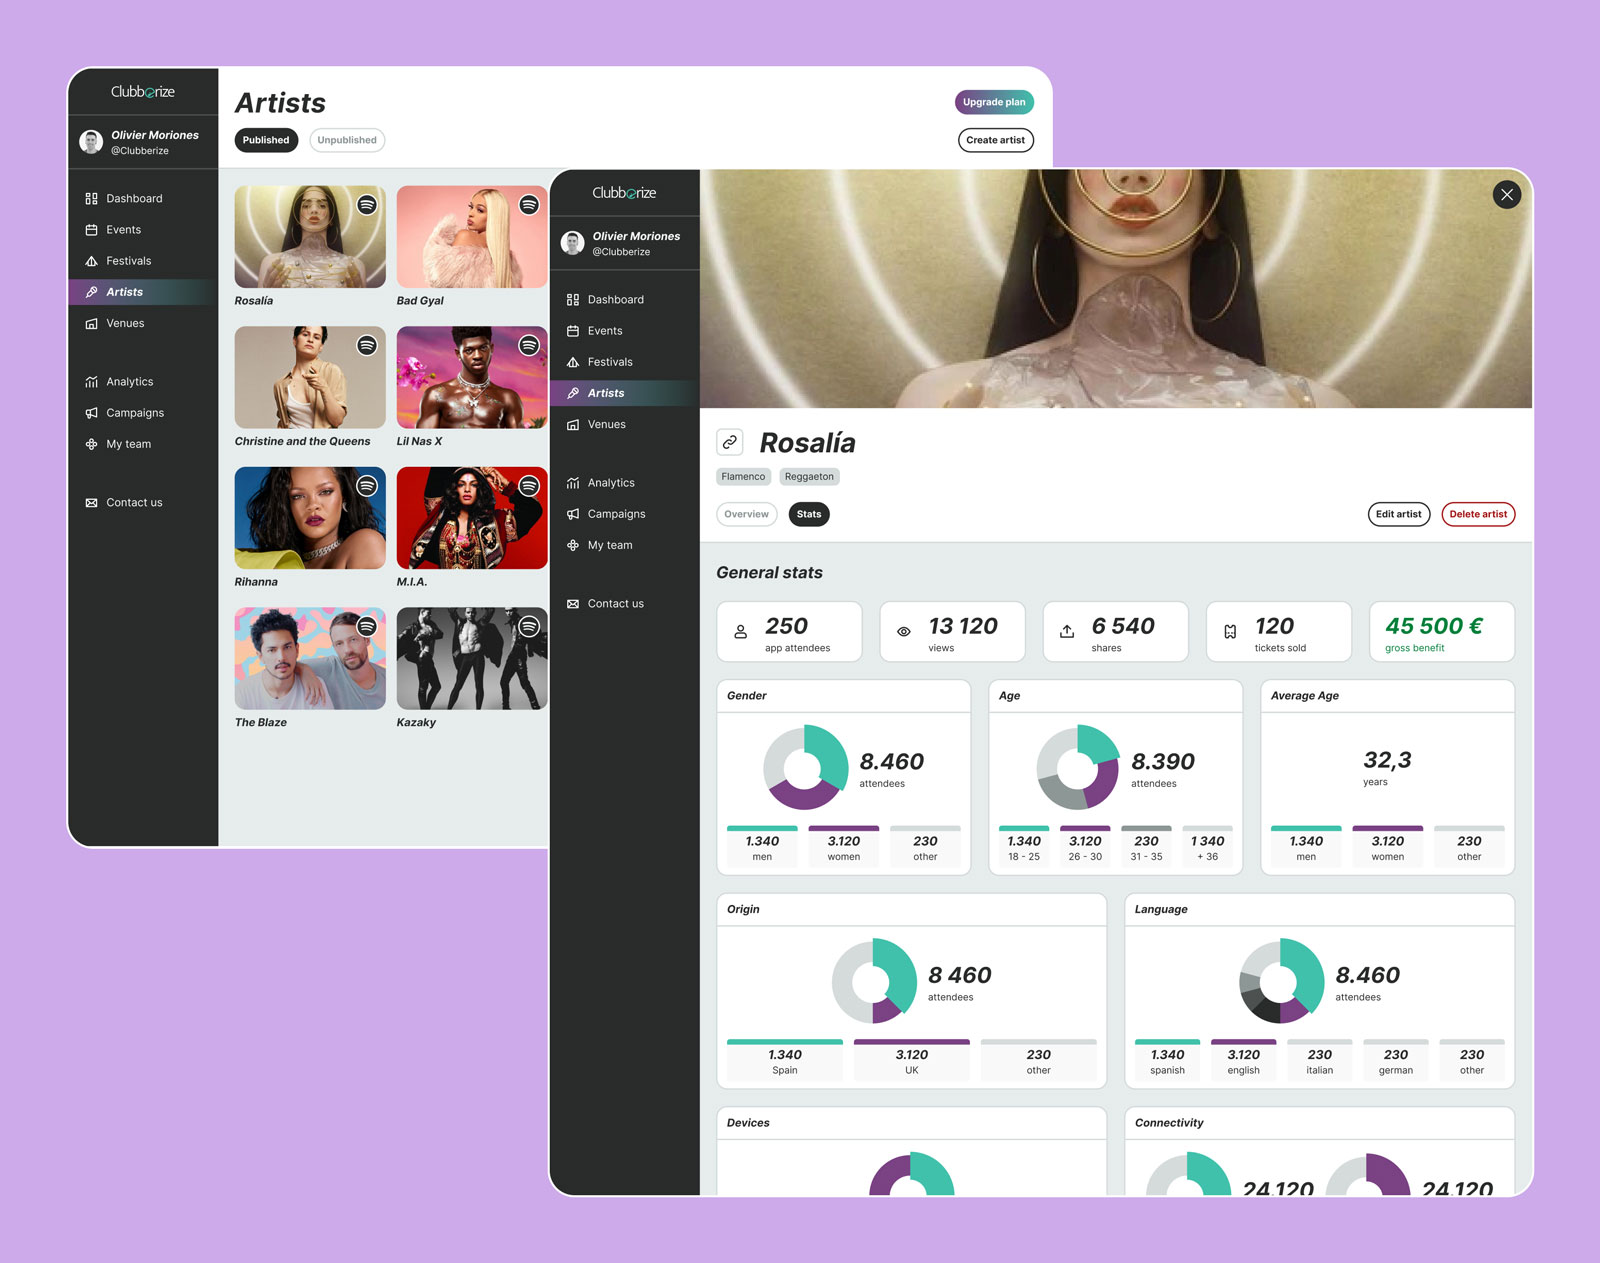 Clubberize
Olivier Moriones
@Clubberize
Dashboard
Events
Festivals
Artists
Venues
Analytics
Campaigns
My team
Contact us
Artists
Upgrade plan
Published
Unpublished
Create artist
Rosalía
Bad Gyal
Christine and the Queens
Lil Nas X
Rihanna
M.I.A.
The Blaze
Kazaky
Clubberize
Olivier Moriones
@Clubberize
Dashboard
Events
Festivals
Artists
Venues
Analytics
Campaigns
My team
Contact us
Rosalía
Flamenco
Reggaeton
Overview
Stats
Edit artist
Delete artist
General stats
250
app attendees
13 120
views
6 540
shares
120
tickets sold
45 500 €
gross benefit
Gender
8.460
attendees
1.340
men
3.120
women
230
other
Age
8.390
attendees
1.340
18 - 25
3.120
26 - 30
230
31 - 35
1 340
+ 36
Average Age
32,3
years
1.340
men
3.120
women
230
other
Origin
8 460
attendees
1.340
Spain
3.120
UK
230
other
Language
8.460
attendees
1.340
spanish
3.120
english
230
italian
230
german
230
other
Devices
Connectivity
24.120
24.120